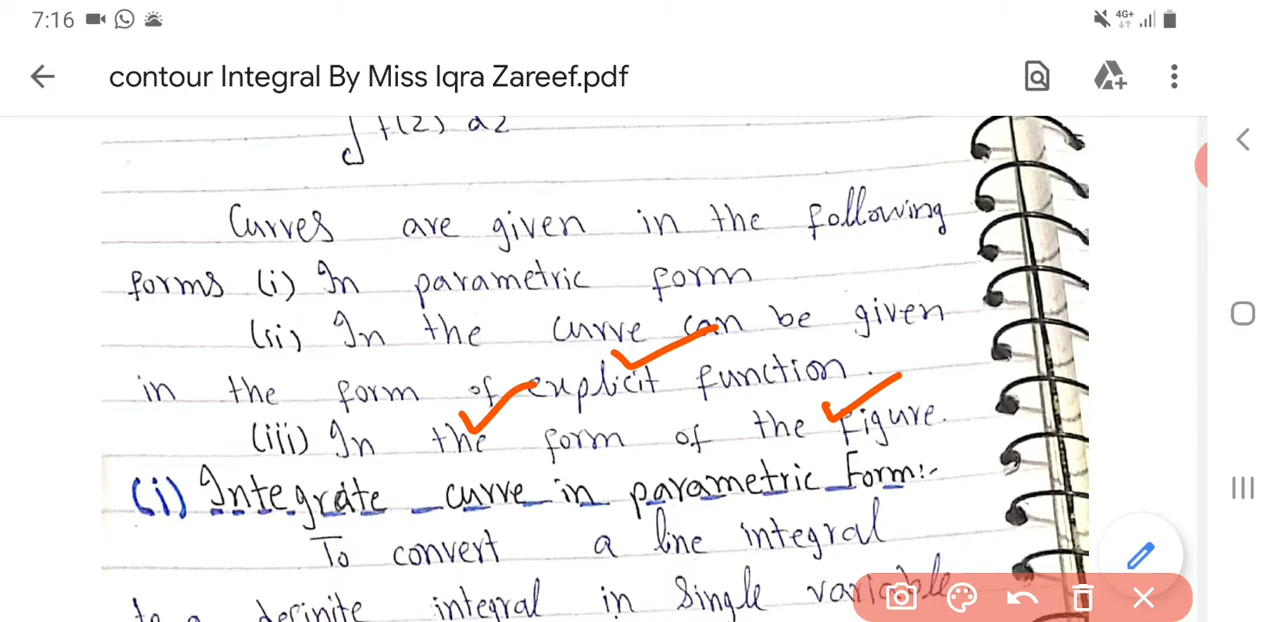 7:16
4G+
contour Integral By Miss Iqra Zareef.pdf
∫ f(z) dz
C
Curves are given in the following
forms (i) In parametric form
(ii) In the curve can be given
in the form of explicit function.
(iii) In the form of the Figure.
(i) Integrate curve in parametric Form:-
To convert a line integral
to a definite integral in Single variable